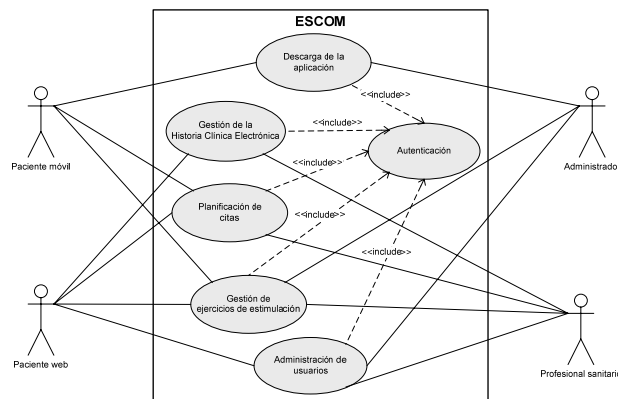 ESCOM
Descarga de la
aplicación
<<include>>
Gestión de la
Historia Clínica Electrónica
<<include>>
Autenticación
Paciente móvil
Administrado
<<include>>
Planificación de
citas
<<include>>
<<include>>
Gestión de
ejercicios de estimulación
Administración de
usuarios
Paciente web
Profesional sanitari